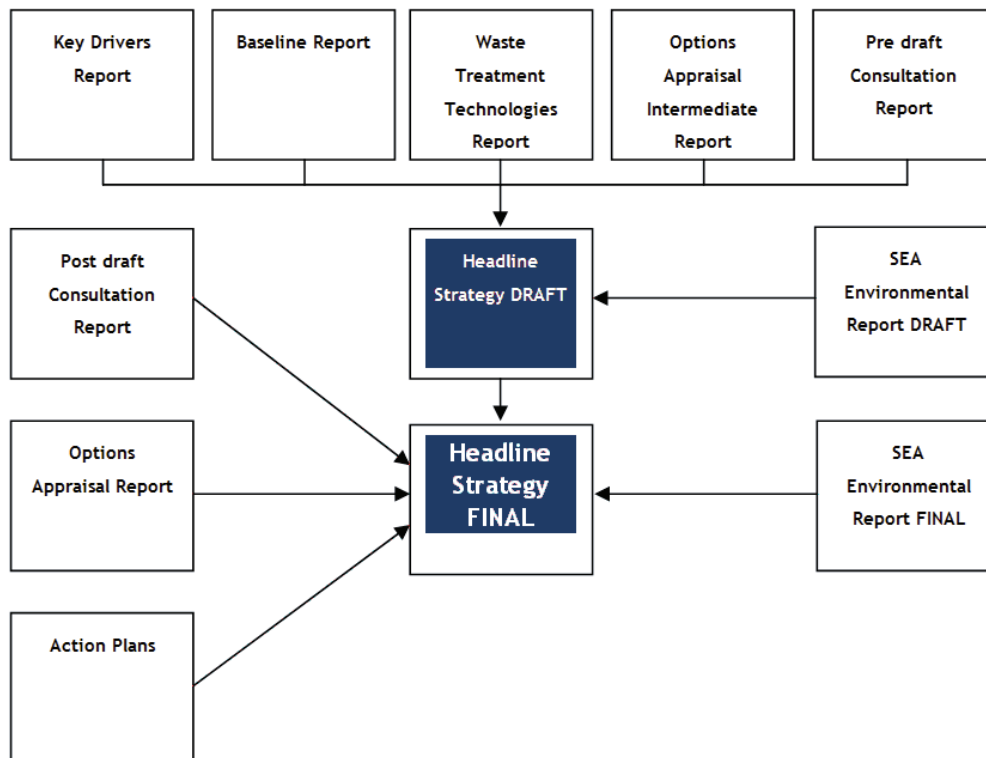 Key Drivers
Report
Baseline Report
Waste
Treatment
Technologies
Report
Options
Appraisal
Intermediate
Report
Pre draft
Consultation
Report
Post draft
Consultation
Report
Headline
Strategy DRAFT
SEA
Environmental
Report DRAFT
Options
Appraisal Report
Headline
Strategy
FINAL
SEA
Environmental
Report FINAL
Action Plans